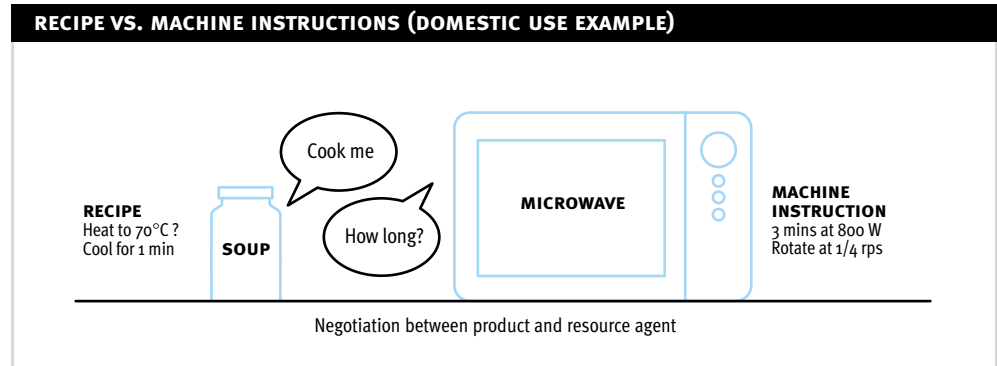 RECIPE VS. MACHINE INSTRUCTIONS (DOMESTIC USE EXAMPLE)
Cook me
How long?
RECIPE
Heat to 70°C ?
Cool for 1 min
SOUP
MICROWAVE
MACHINE
INSTRUCTION
3 mins at 800 W
Rotate at 1/4 rps
Negotiation between product and resource agent